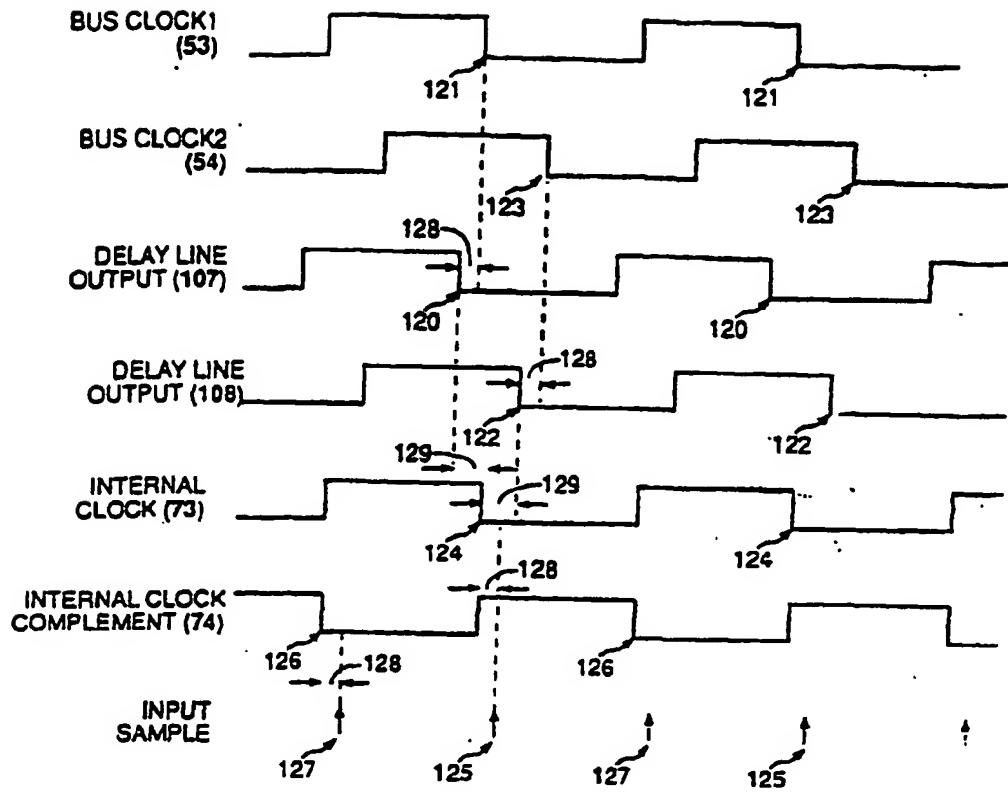 BUS CLOCK1
(53)
121
121
BUS CLOCK2
(54)
123
123
128
DELAY LINE
OUTPUT (107)
120
120
DELAY LINE
OUTPUT (108)
128
122
122
129
129
INTERNAL
CLOCK (73)
124
124
128
INTERNAL CLOCK
COMPLEMENT (74)
126
126
128
INPUT
SAMPLE
127
125
127
125